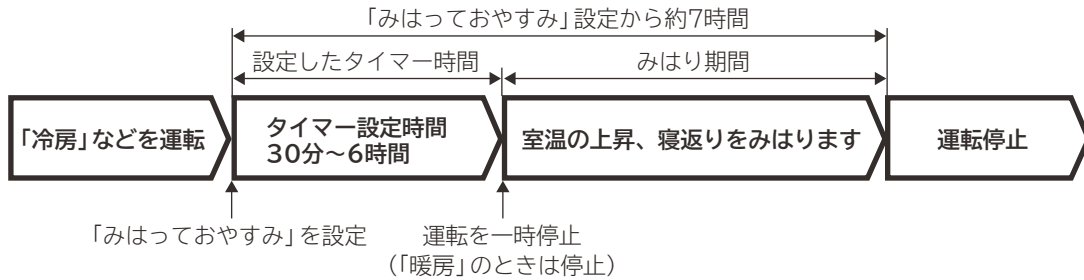 「みはっておやすみ」設定から約7時間
設定したタイマー時間
みはり期間
「冷房」などを運転
タイマー設定時間
30分～6時間
室温の上昇、寝返りをみはります
運転停止
「みはっておやすみ」を設定
運転を一時停止
（「暖房」のときは停止）